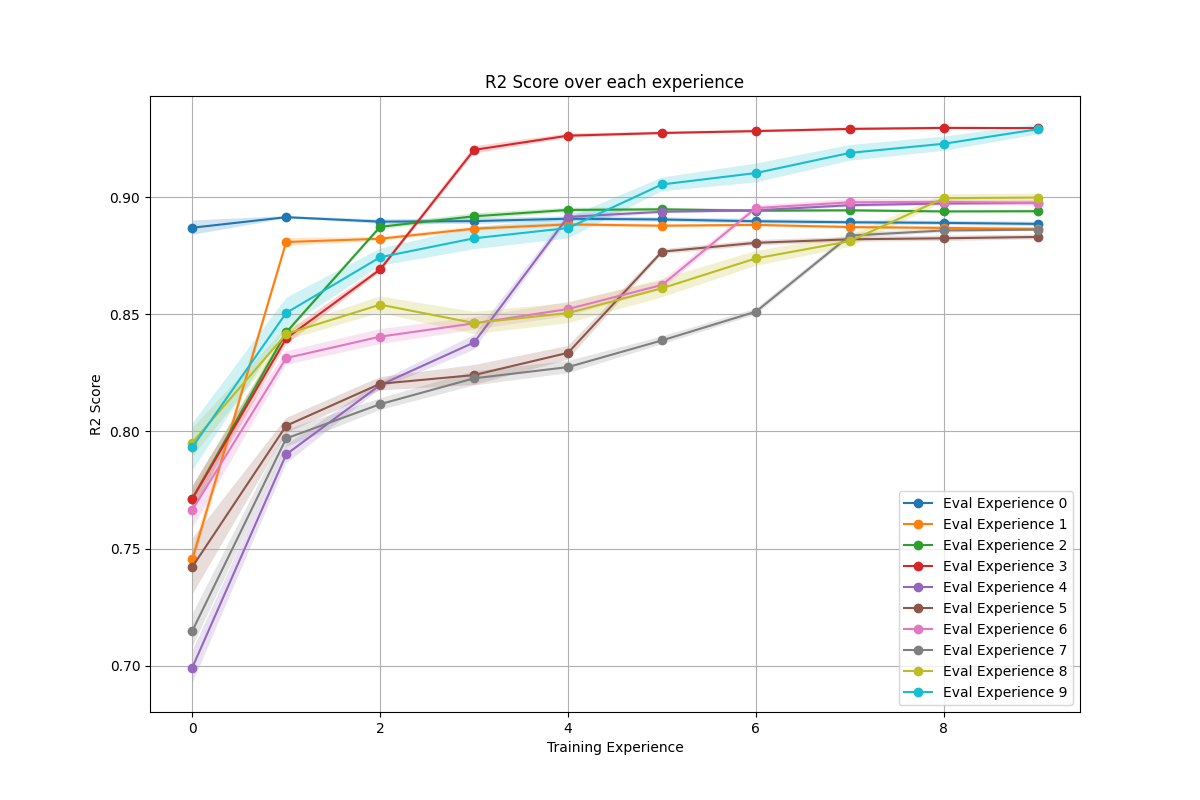 R2 Score over each experience
R2 Score
0.90
0.85
0.80
0.75
0.70
0 2 4 6 8
Training Experience
Eval Experience 0
Eval Experience 1
Eval Experience 2
Eval Experience 3
Eval Experience 4
Eval Experience 5
Eval Experience 6
Eval Experience 7
Eval Experience 8
Eval Experience 9